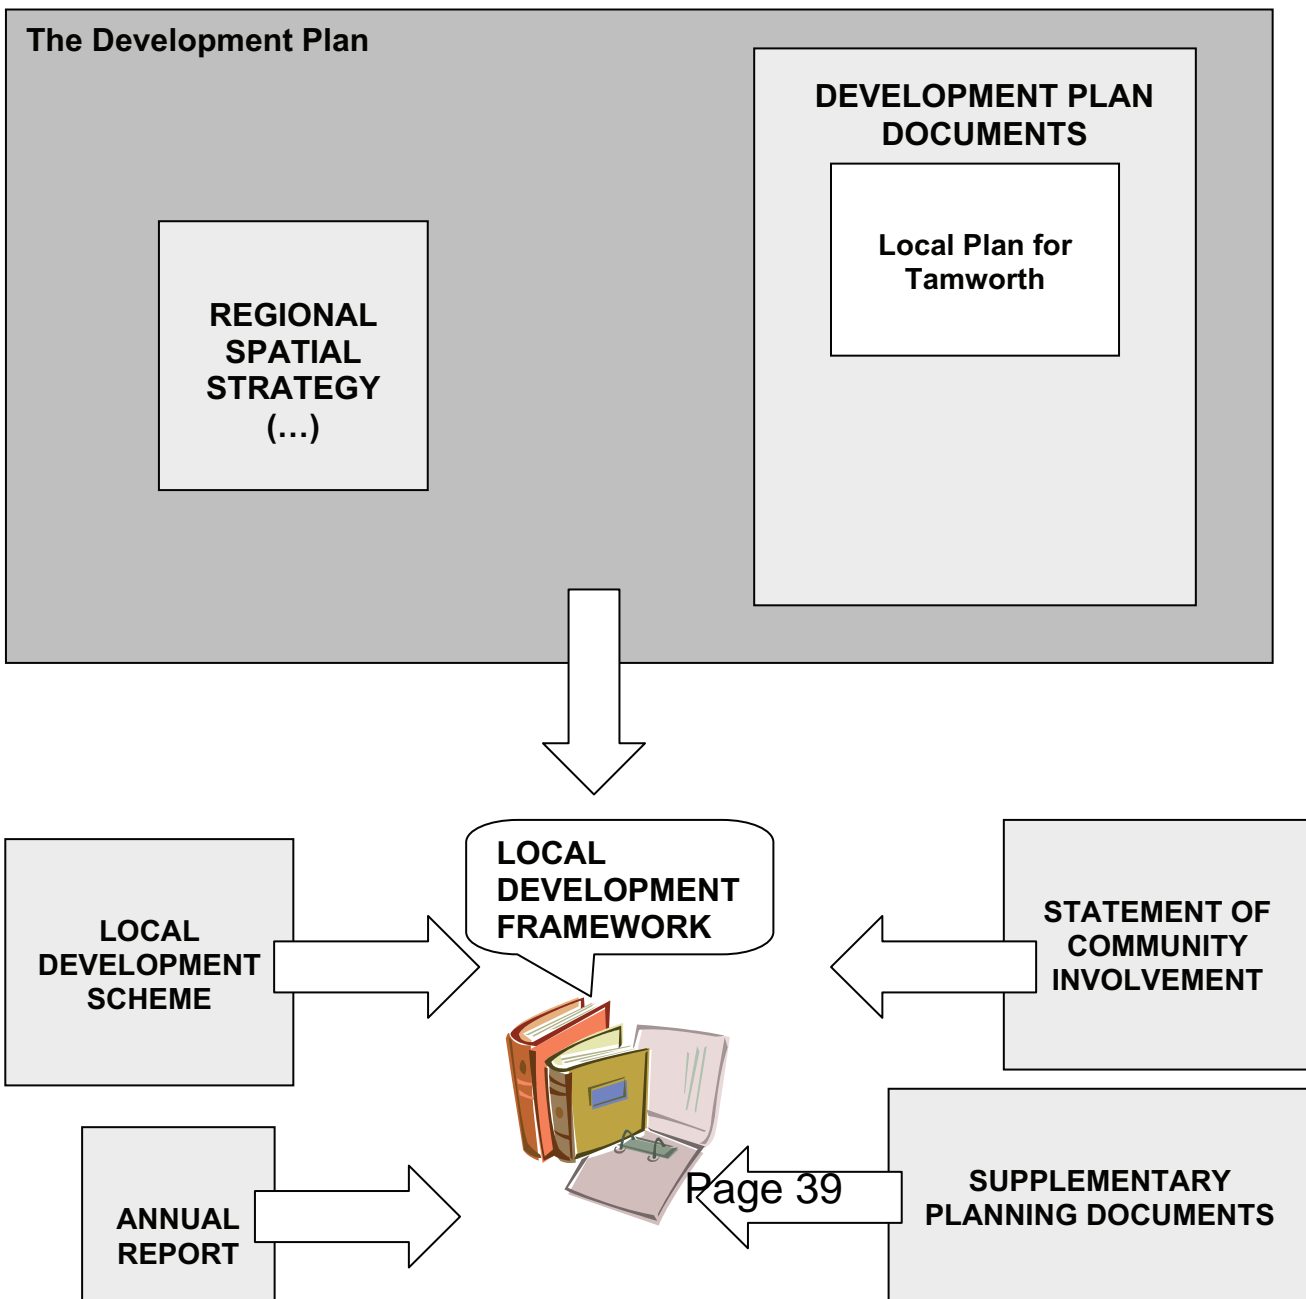 The Development Plan
DEVELOPMENT PLAN
DOCUMENTS
Local Plan for
Tamworth
REGIONAL
SPATIAL
STRATEGY
(…)
LOCAL
DEVELOPMENT
FRAMEWORK
LOCAL
DEVELOPMENT
SCHEME
STATEMENT OF
COMMUNITY
INVOLVEMENT
ANNUAL
REPORT
SUPPLEMENTARY
PLANNING DOCUMENTS
Page 39